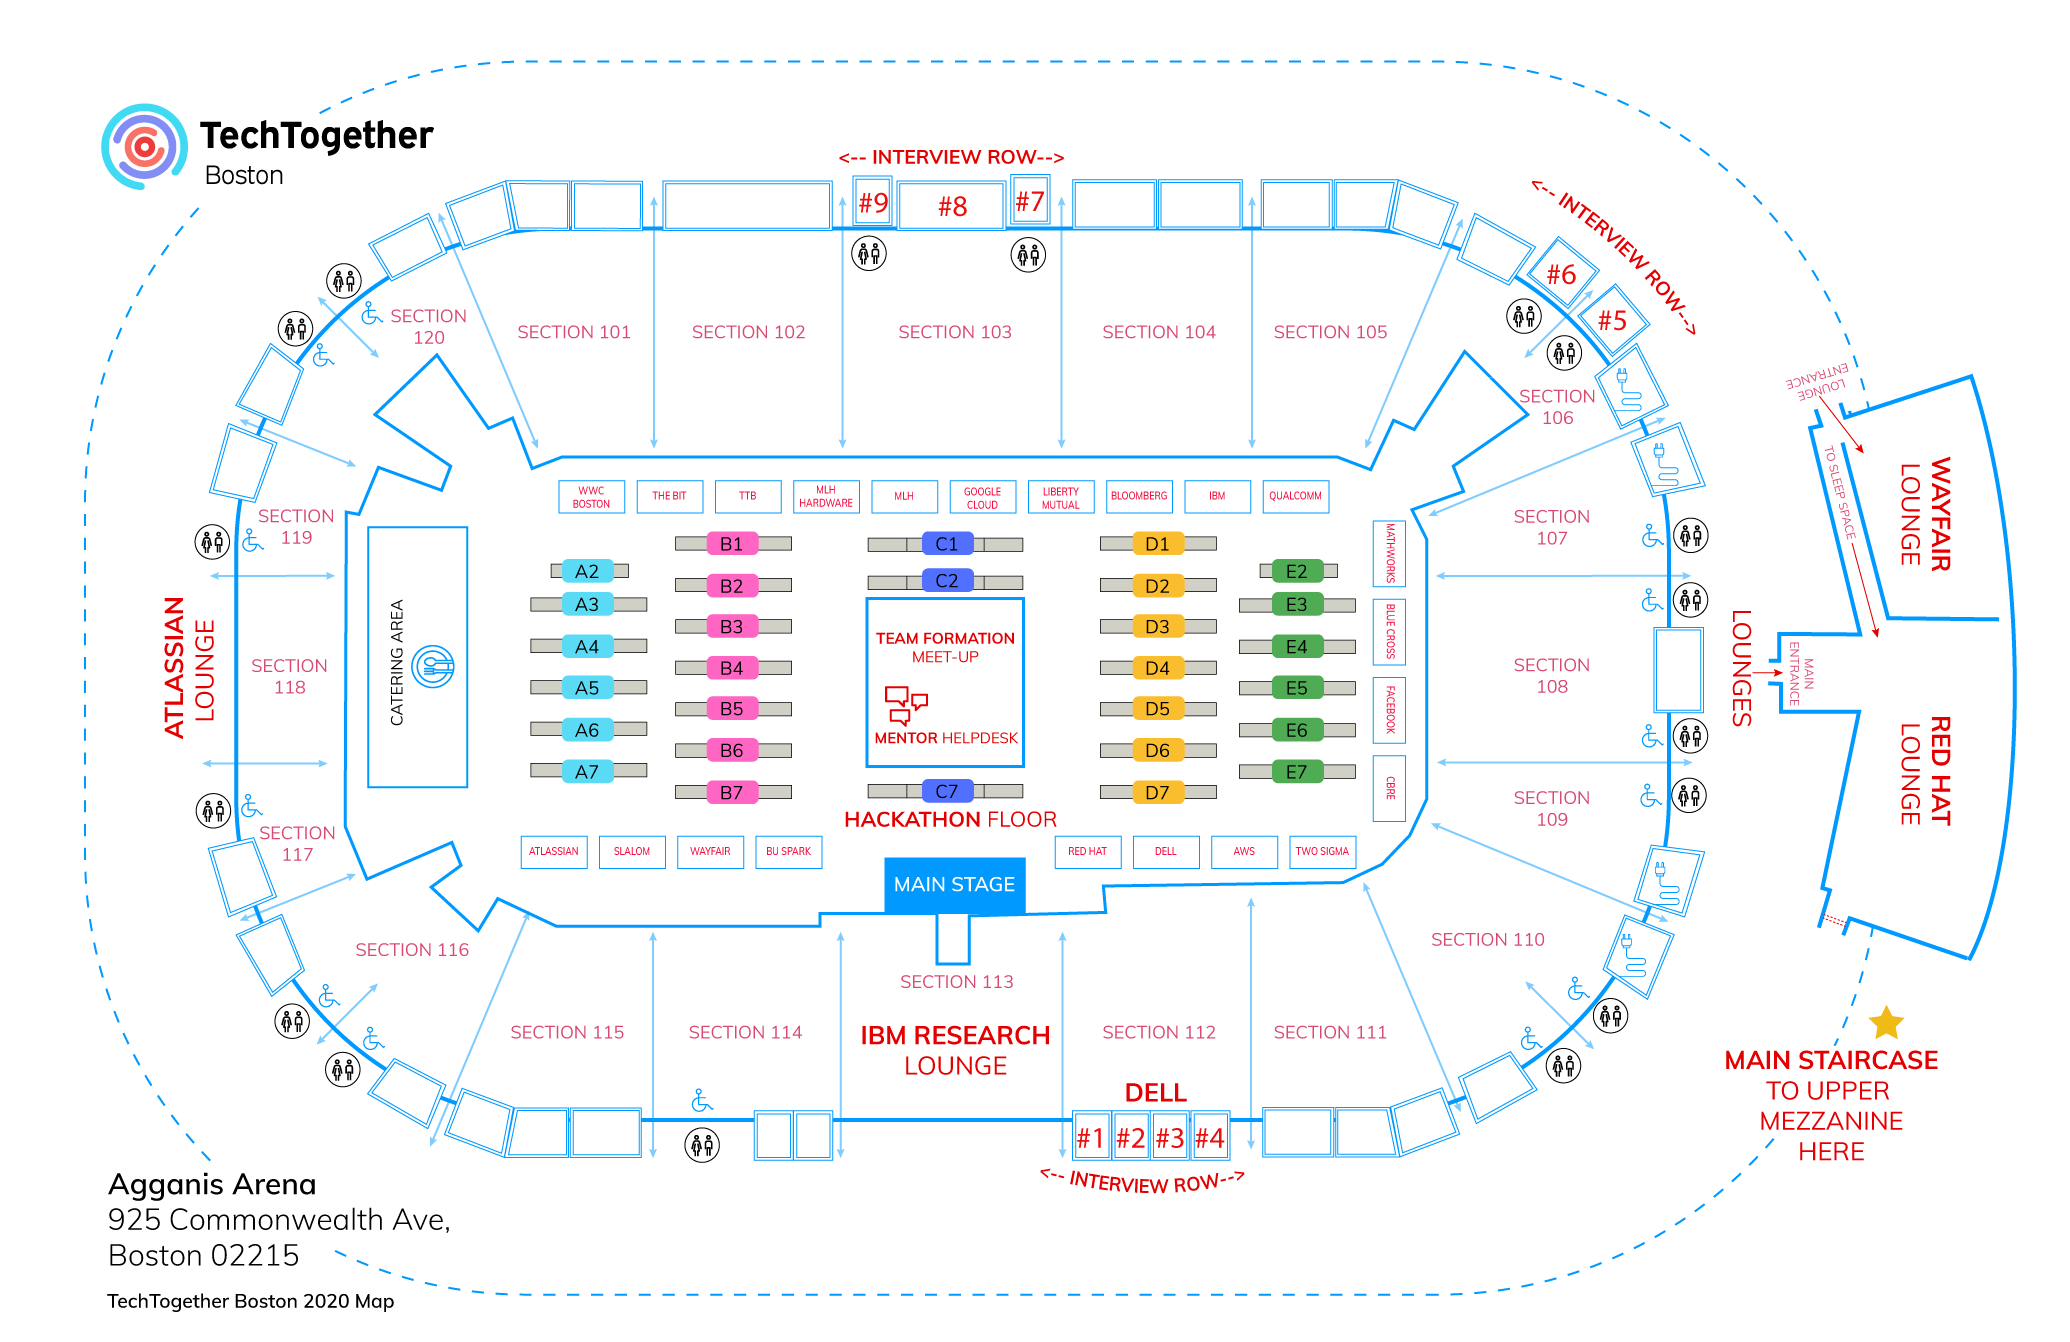 TechTogether
Boston
<-- INTERVIEW ROW-->
#9
#8
#7
<-- INTERVIEW ROW-->
#6
#5
SECTION
120
SECTION 101
SECTION 102
SECTION 103
SECTION 104
SECTION 105
SECTION
106
LOUNGE
ENTRANCE
TO SLEEP SPACE
WAYFAIR
LOUNGE
WWC
BOSTON
THE BIT
TTB
MLH
HARDWARE
MLH
GOOGLE
CLOUD
LIBERTY
MUTUAL
BLOOMBERG
IBM
QUALCOMM
SECTION
119
SECTION
107
MATHWORKS
BLUE CROSS
FACEBOOK
CBRE
A2
A3
A4
A5
A6
A7
B1
B2
B3
B4
B5
B6
B7
C1
C2
TEAM FORMATION
MEET-UP
MENTOR HELPDESK
C7
HACKATHON FLOOR
D1
D2
D3
D4
D5
D6
D7
E2
E3
E4
E5
E6
E7
ATLASSIAN
LOUNGE
SECTION
118
CATERING AREA
SECTION
108
LOUNGES
MAIN
ENTRANCE
RED HAT
LOUNGE
SECTION
117
SECTION
109
ATLASSIAN
SLALOM
WAYFAIR
BU SPARK
MAIN STAGE
RED HAT
DELL
AWS
TWO SIGMA
SECTION 116
SECTION 115
SECTION 114
SECTION 113
IBM RESEARCH
LOUNGE
SECTION 112
SECTION 111
SECTION 110
DELL
#1
#2
#3
#4
<-- INTERVIEW ROW-->
MAIN STAIRCASE
TO UPPER
MEZZANINE
HERE
Agganis Arena
925 Commonwealth Ave,
Boston 02215
TechTogether Boston 2020 Map